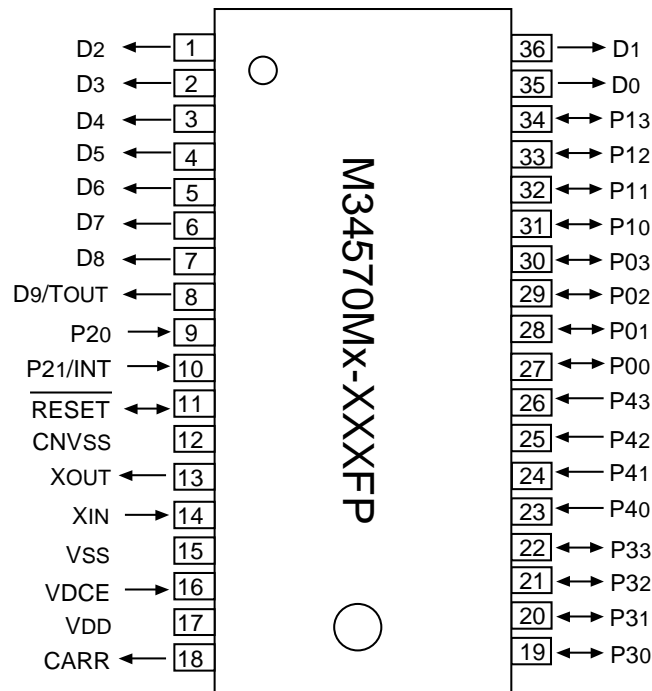 D2 1
D3 2
D4 3
D5 4
D6 5
D7 6
D8 7
D9/TOUT 8
P20 9
P21/INT 10
RESET 11
CNVSS 12
XOUT 13
XIN 14
VSS 15
VDCE 16
VDD 17
CARR 18
M34570Mx-XXXFP
36 D1
35 D0
34 P13
33 P12
32 P11
31 P10
30 P03
29 P02
28 P01
27 P00
26 P43
25 P42
24 P41
23 P40
22 P33
21 P32
20 P31
19 P30